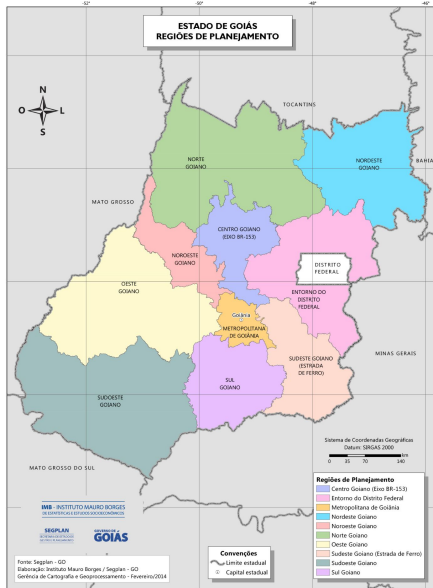 ESTADO DE GOIÁS
REGIÕES DE PLANEJAMENTO
-52°
-50°
-48°
-46°
N
O
L
S
TOCANTINS
NORTE
GOIANO
NORDESTE
GOIANO
BAHIA
MATO GROSSO
CENTRO GOIANO
(EIXO BR-153)
NOROESTE
GOIANO
DISTRITO
FEDERAL
OESTE
GOIANO
ENTORNO DO
DISTRITO
FEDERAL
Goiânia
METROPOLITANA
DE GOIÂNIA
MINAS GERAIS
SUDESTE GOIANO
(ESTRADA
DE FERRO)
SUL
GOIANO
SUDOESTE
GOIANO
MATO GROSSO DO SUL
Sistema de Coordenadas Geográficas
Datum: SIRGAS 2000
0 35 70 140
km
Regiões de Planejamento
Centro Goiano (Eixo BR-153)
Entorno do Distrito Federal
Metropolitana de Goiânia
Nordeste Goiano
Noroeste Goiano
Norte Goiano
Oeste Goiano
Sudeste Goiano (Estrada de Ferro)
Sudoeste Goiano
Sul Goiano
IMB - INSTITUTO MAURO BORGES
DE ESTATÍSTICAS E ESTUDOS SOCIOECONÔMICOS
SEGPLAN
GOIÁS
Convenções
Limite estadual
Capital estadual
Fonte: Segplan - GO
Elaboração: Instituto Mauro Borges / Segplan - GO
Gerência de Cartografia e Geoprocessamento - Fevereiro/2014